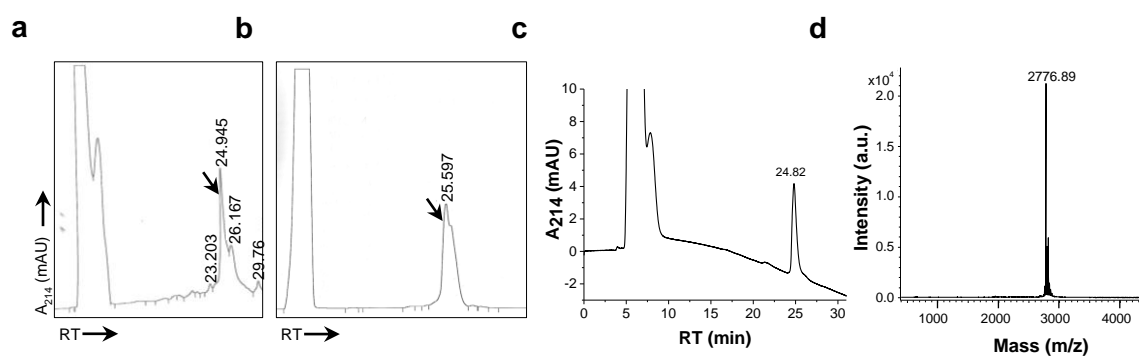 a
b
c
d
24.945
26.167
23.203
29.76
A214 (mAU)
RT
25.597
RT
10
8
6
4
2
0
-2
A214 (mAU)
24.82
0
5
10
15
20
25
30
RT (min)
×10⁴
2776.89
2.0
1.5
1.0
0.5
0.0
Intensity (a.u.)
1000
2000
3000
4000
Mass (m/z)